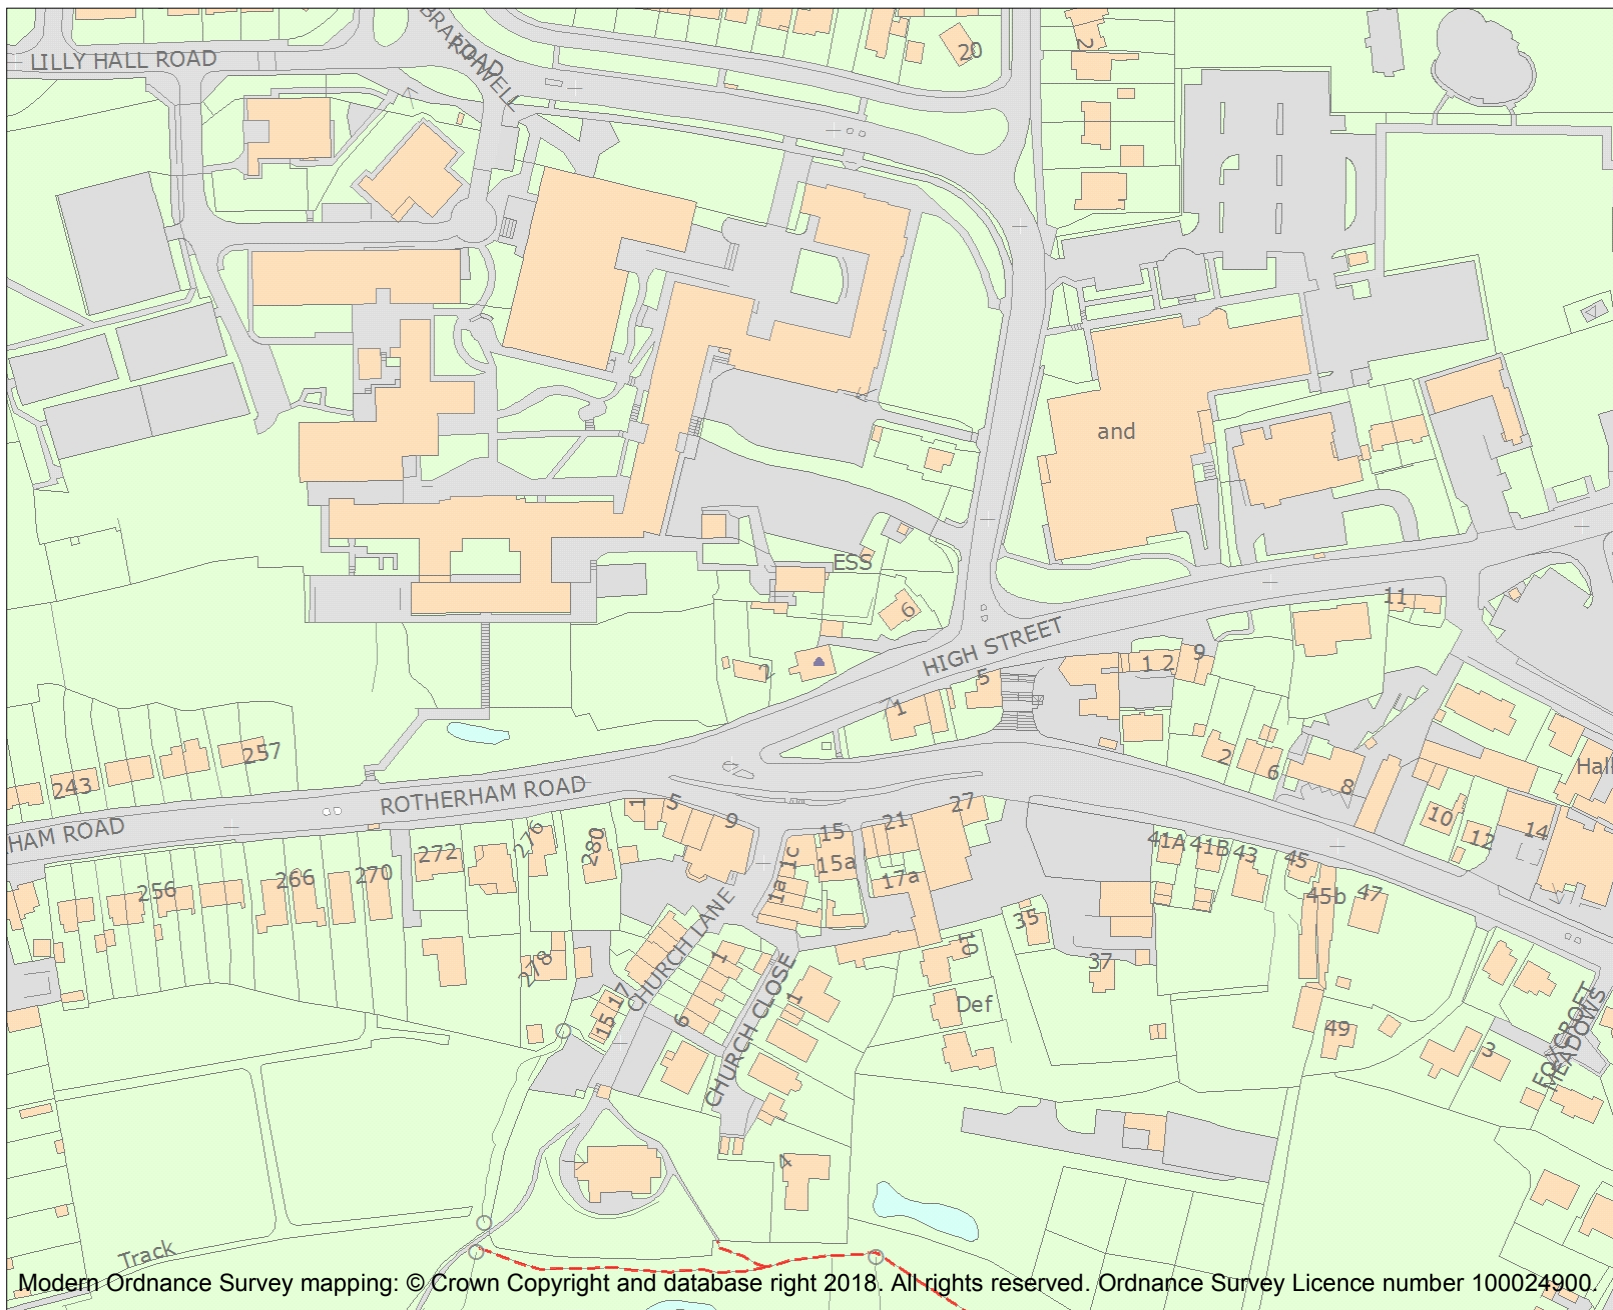 LILLY HALL ROAD
ROAD
20
2
and
ESS
6
HIGH STREET
11
1 2
9
5
1
2
2
6
8
Hall
10
12
14
243
257
ROTHERHAM ROAD
HAM ROAD
256
266
270
272
276
278
280
1
5
9
15
15a
21
27
17a
1a 1c
41A
41B
43
45
45b
47
CHURCH LANE
CHURCH CLOSE
1
1
6
15
17
35
37
10
Def
49
3
FOXCROFT
MEADOWS
4
Track
Modern Ordnance Survey mapping: © Crown Copyright and database right 2018. All rights reserved. Ordnance Survey Licence number 100024900.